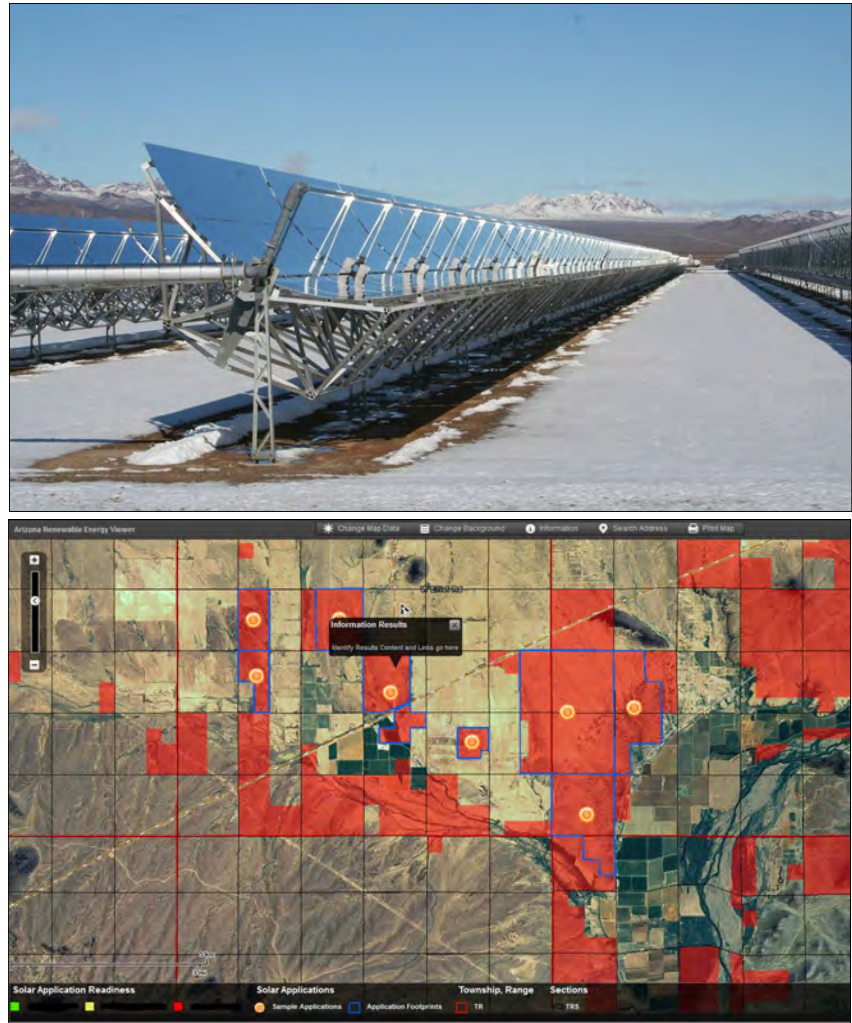 Arizona Renewable Energy Viewer
Change Map Data Change Background Information Search Address Print Map
Information Results
Identify Results Content and Links go here
Solar Application Readiness Solar Applications Township, Range Sections
Sample Applications Application Footprints TR TRS